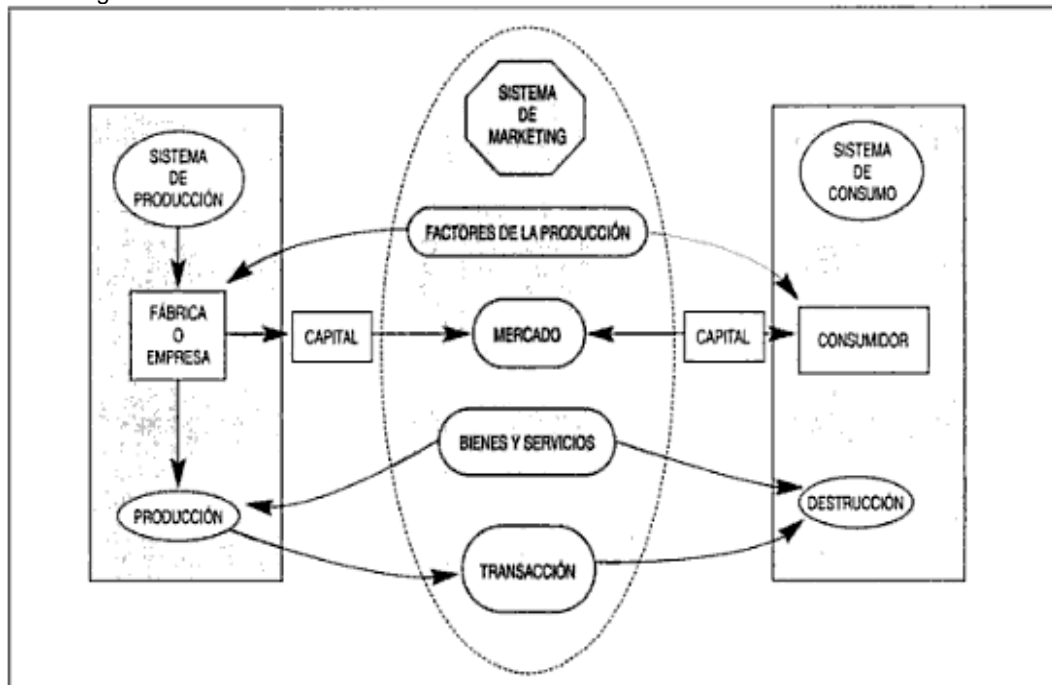 SISTEMA
DE
MARKETING
SISTEMA
DE
PRODUCCIÓN
SISTEMA
DE
CONSUMO
FACTORES DE LA PRODUCCIÓN
FÁBRICA
O
EMPRESA
CAPITAL
MERCADO
CAPITAL
CONSUMIDOR
BIENES Y SERVICIOS
PRODUCCIÓN
DESTRUCCIÓN
TRANSACCIÓN